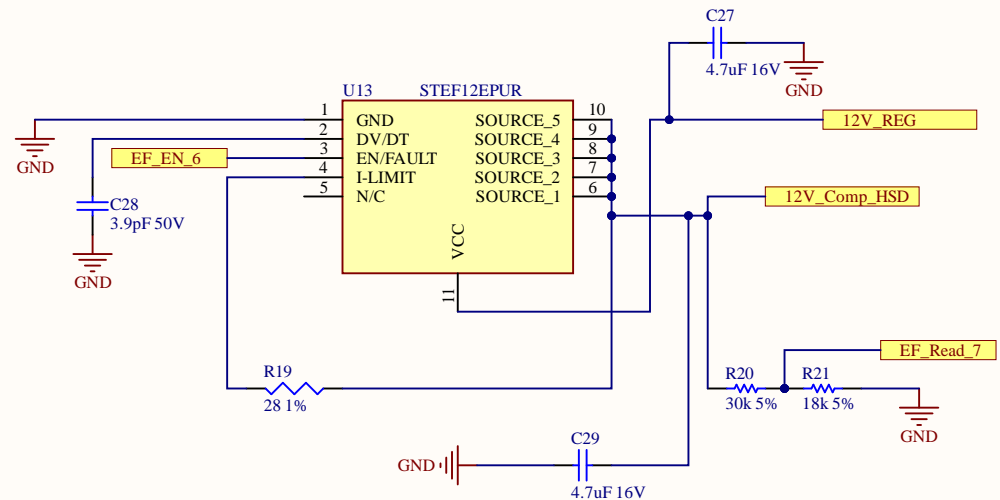 C27
4.7uF 16V
GND
U13
STEF12EPUR
1
GND
2
DV/DT
3
EN/FAULT
4
I-LIMIT
5
N/C
SOURCE_5
10
SOURCE_4
9
SOURCE_3
8
SOURCE_2
7
SOURCE_1
6
VCC
11
12V_REG
GND
EF_EN_6
12V_Comp_HSD
C28
3.9pF 50V
GND
EF_Read_7
R19
28 1%
R20
30k 5%
R21
18k 5%
GND
C29
GND
4.7uF 16V